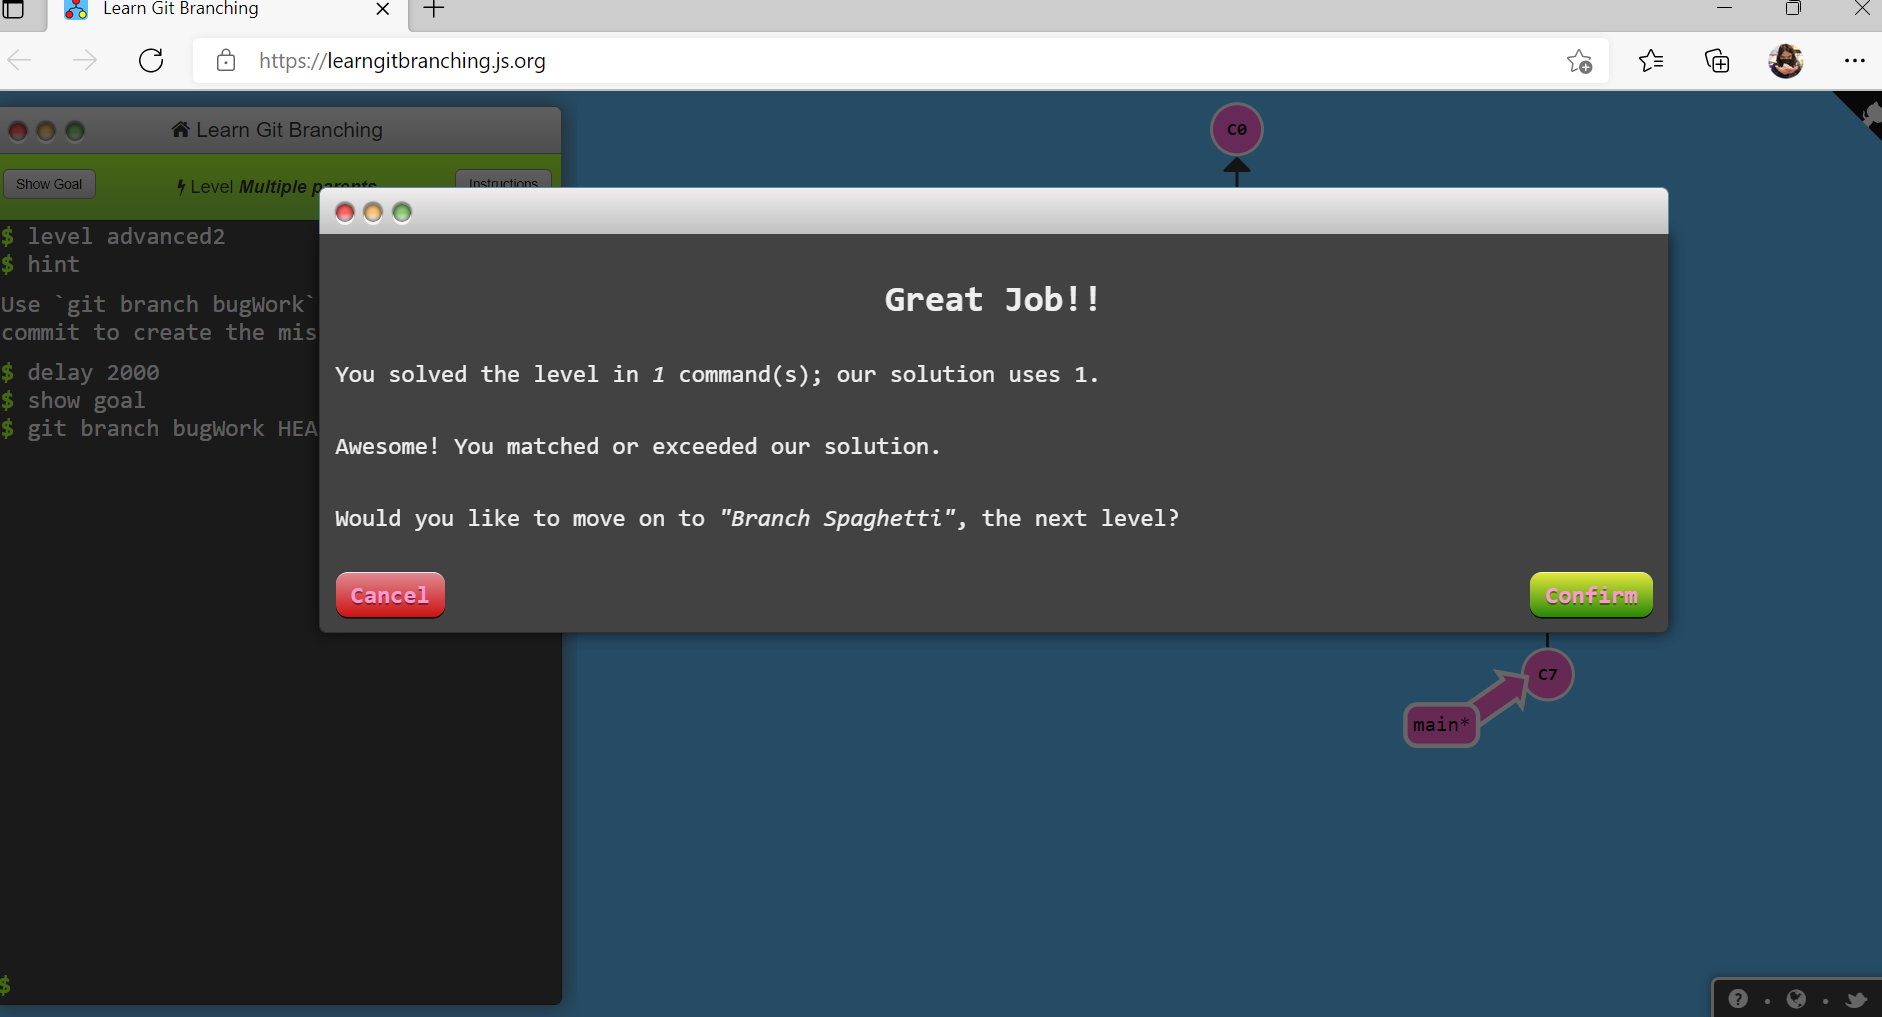 Learn Git Branching
https://learngitbranching.js.org
Learn Git Branching
Show Goal
Level Multiple parents
Instructions
$ level advanced2
$ hint
Use `git branch bugWork`
commit to create the mis
$ delay 2000
$ show goal
$ git branch bugWork HEA
$
C0
Great Job!!
You solved the level in 1 command(s); our solution uses 1.
Awesome! You matched or exceeded our solution.
Would you like to move on to "Branch Spaghetti", the next level?
Cancel
Confirm
C7
main*